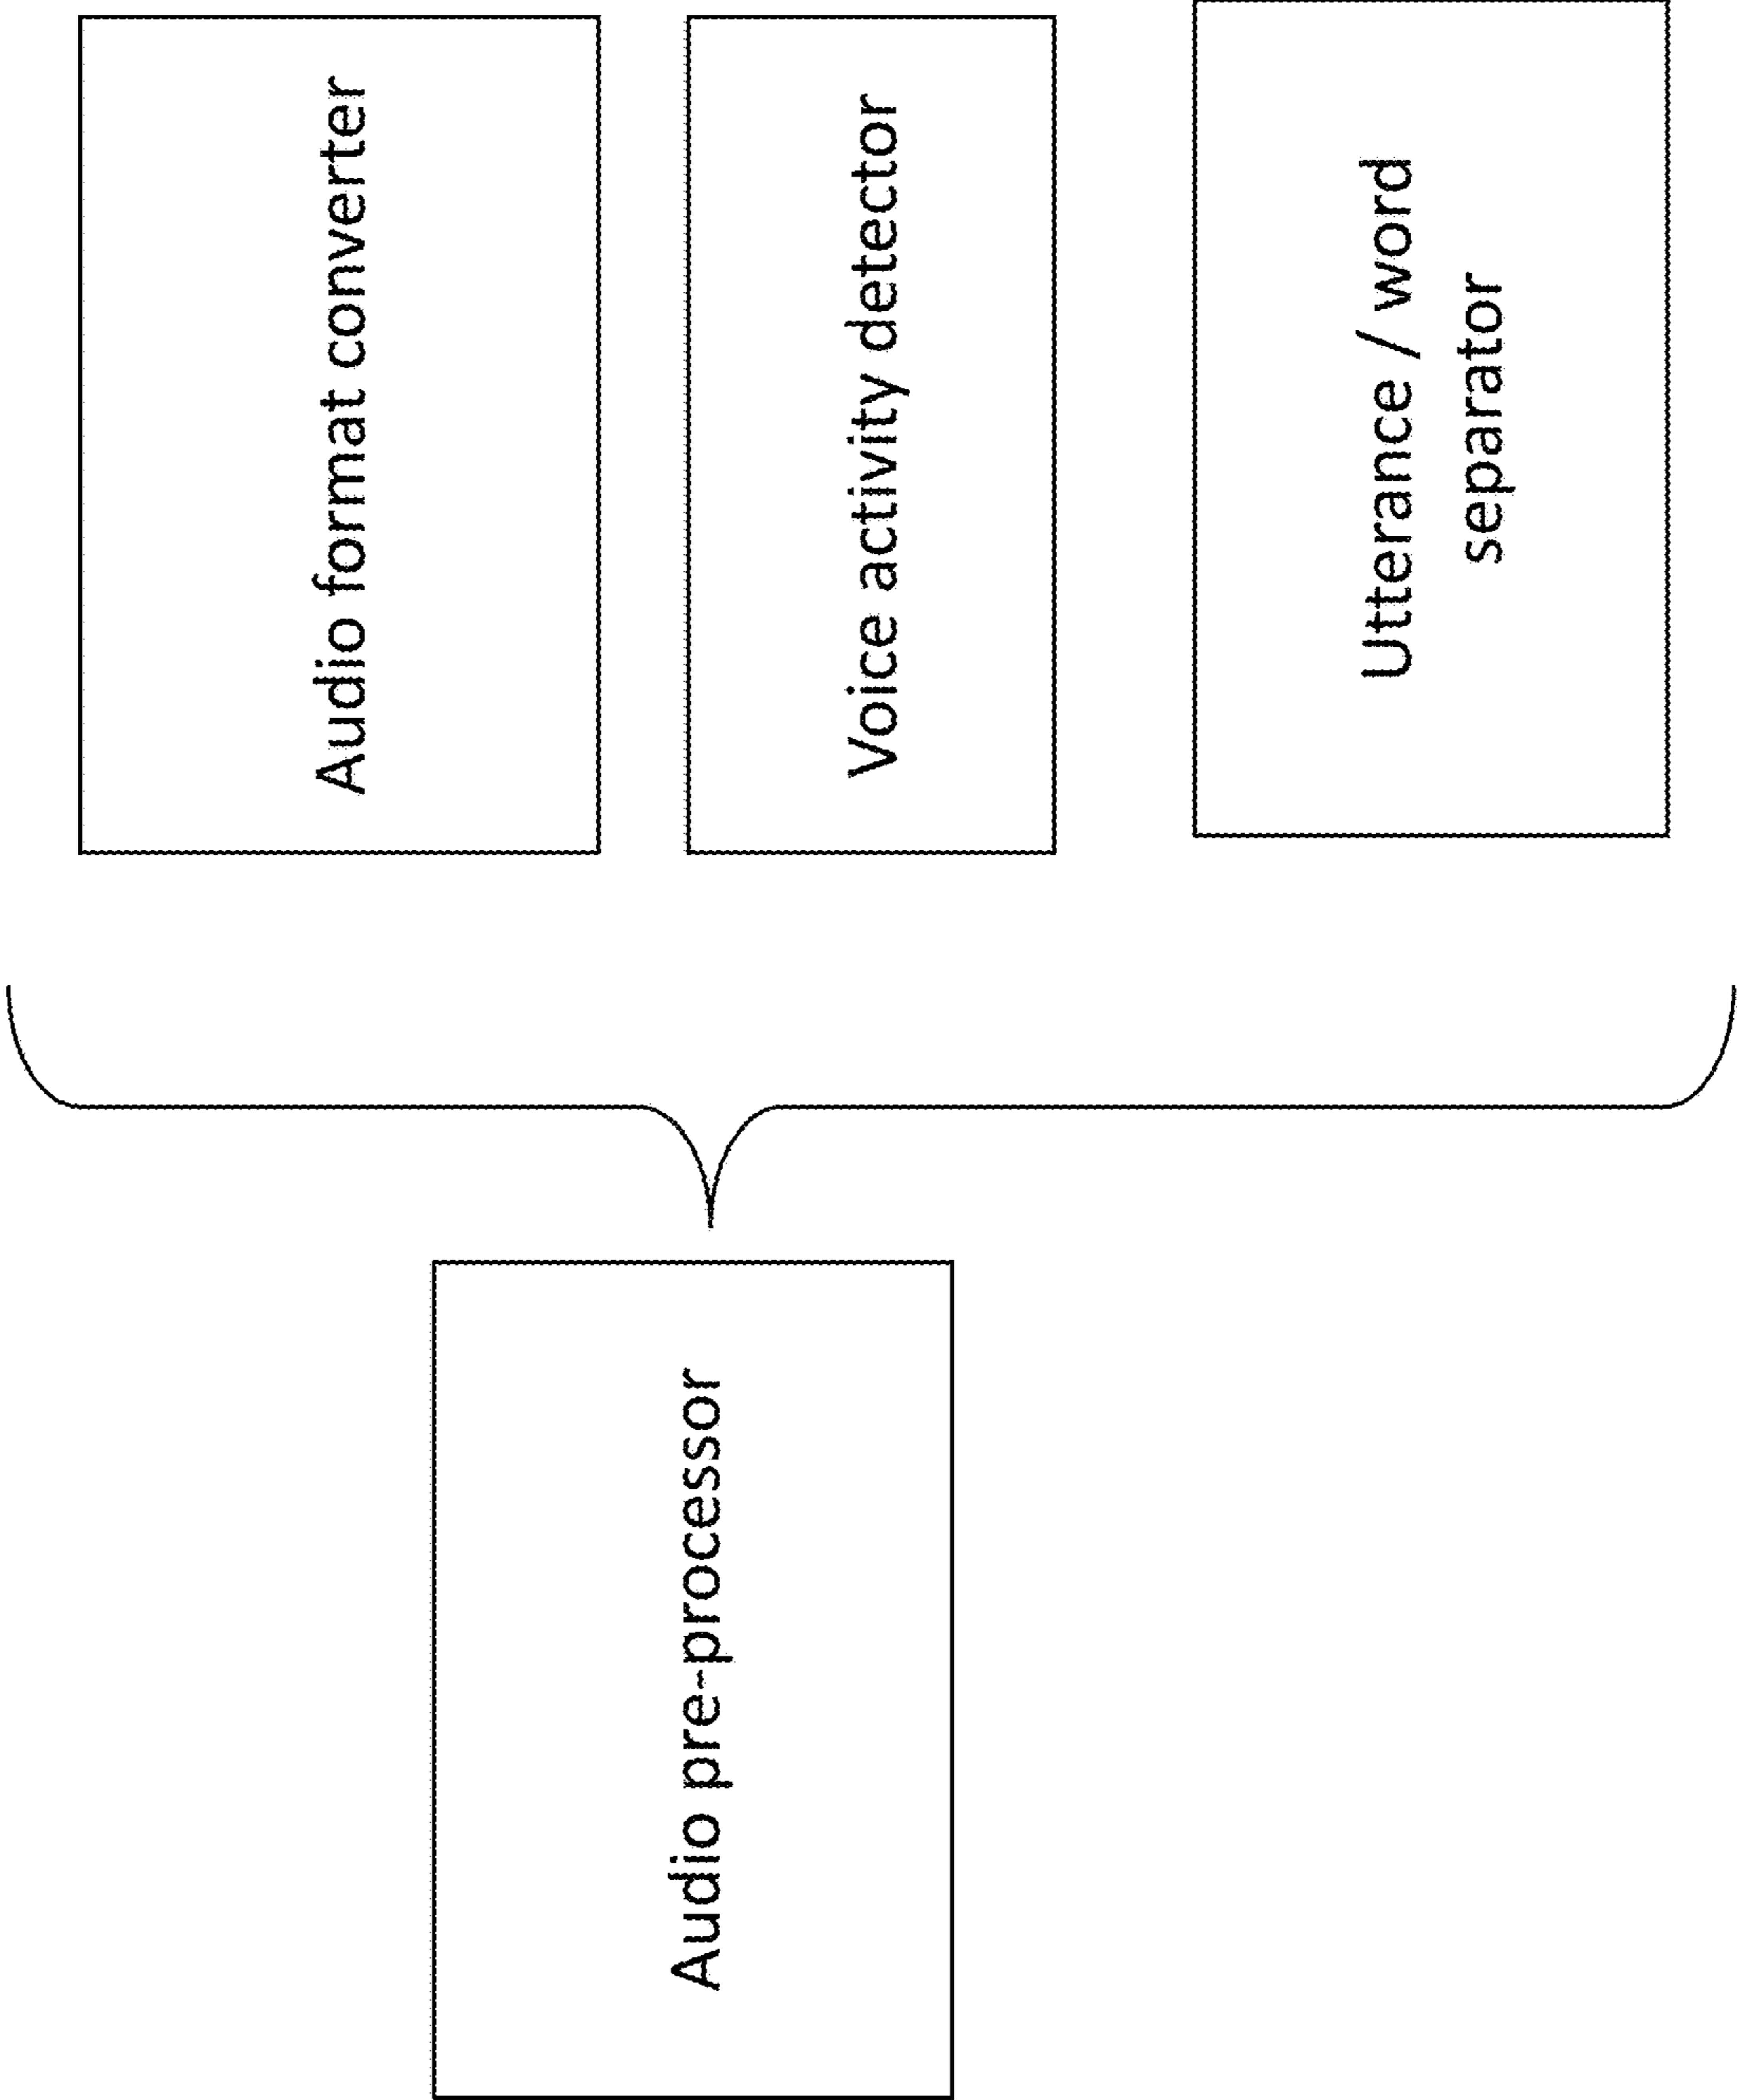 Audio pre-processor
Audio format converter
Voice activity detector
Utterance / word
separator